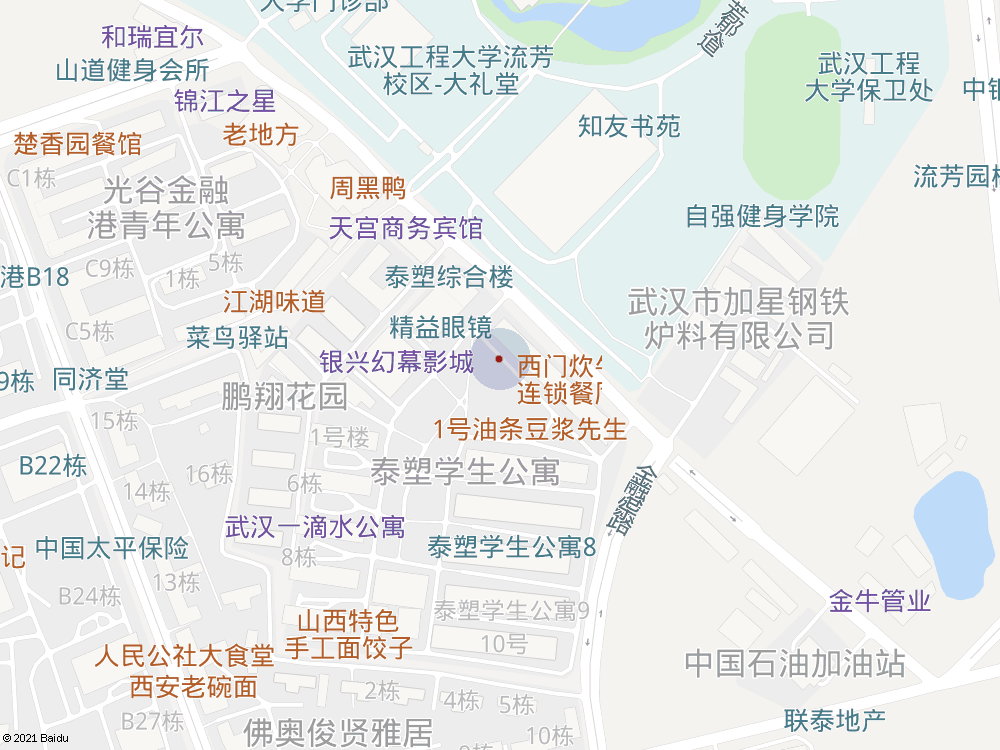 大学门诊部
和瑞宜尔
武汉工程大学流芳
校区-大礼堂
山道健身会所
武汉工程
大学保卫处
中银
锦江之星
知友书苑
老地方
楚香园餐馆
C1栋
光谷金融
港青年公寓
周黑鸭
流芳园
自强健身学院
天宫商务宾馆
C9栋
5栋
1栋
港B18
泰塑综合楼
江湖味道
武汉市加星钢铁
炉料有限公司
C5栋
菜鸟驿站
精益眼镜
银兴幻幕影城
西门炊
连锁餐
9栋
同济堂
鹏翔花园
15栋
1号楼
1号油条豆浆先生
B22栋
16栋
6栋
泰塑学生公寓
14栋
金融港路
武汉一滴水公寓
记
中国太平保险
8栋
泰塑学生公寓8
13栋
B24栋
泰塑学生公寓9
金牛管业
山西特色
手工面饺子
10号
人民公社大食堂
西安老碗面
中国石油加油站
2栋
4栋
5栋
B27栋
佛奥俊贤雅居
10栋
联泰地产
© 2021 Baidu